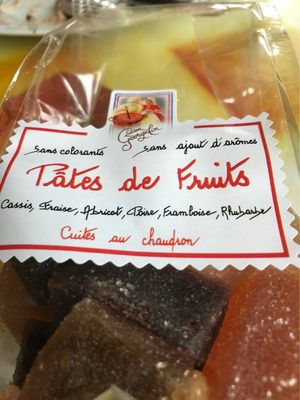 sans colorants sans ajout d'arômes
Pâtes de Fruits
Cassis, Fraise, Abricot, Poire, Framboise, Rhubarbe
Cuites au chaudron